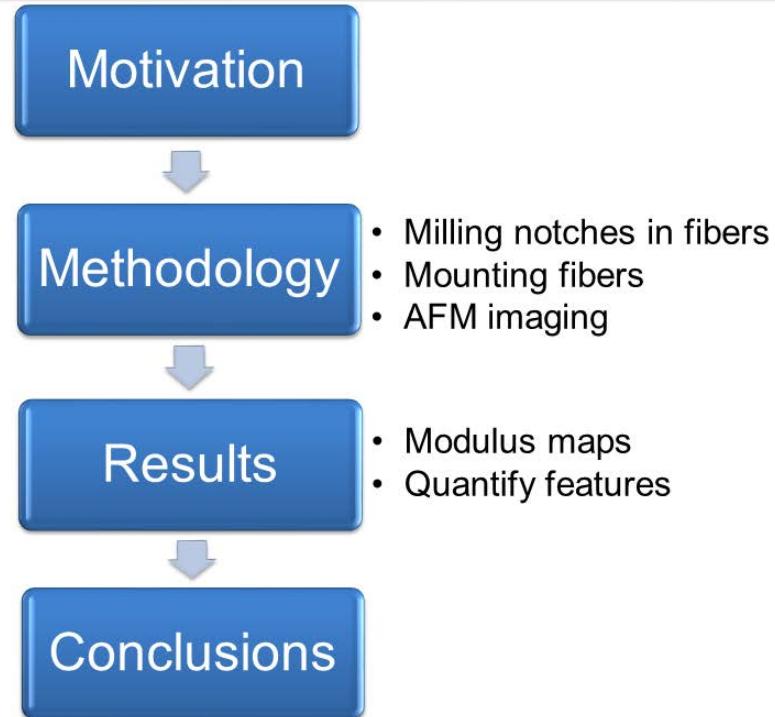 Motivation
Methodology
• Milling notches in fibers
• Mounting fibers
• AFM imaging
Results
• Modulus maps
• Quantify features
Conclusions